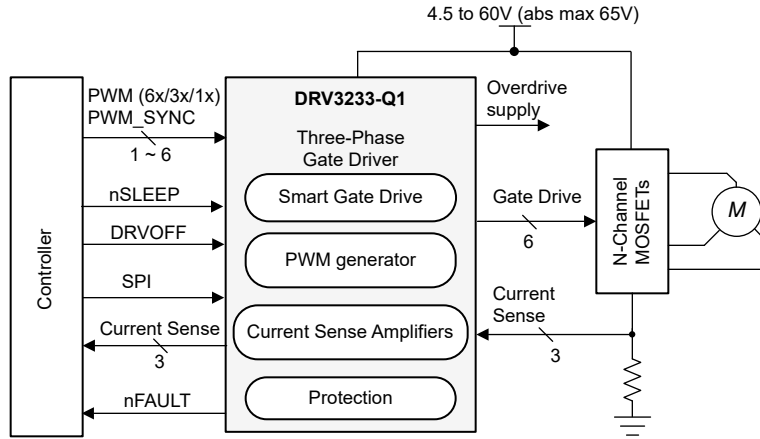 4.5 to 60V (abs max 65V)
PWM (6x/3x/1x)
PWM_SYNC
1 ~ 6
nSLEEP
DRVOFF
SPI
Current Sense
3
nFAULT
Controller
DRV3233-Q1
Three-Phase
Gate Driver
Smart Gate Drive
PWM generator
Current Sense Amplifiers
Protection
Overdrive
supply
Gate Drive
6
Current
Sense
3
N-Channel
MOSFETs
M